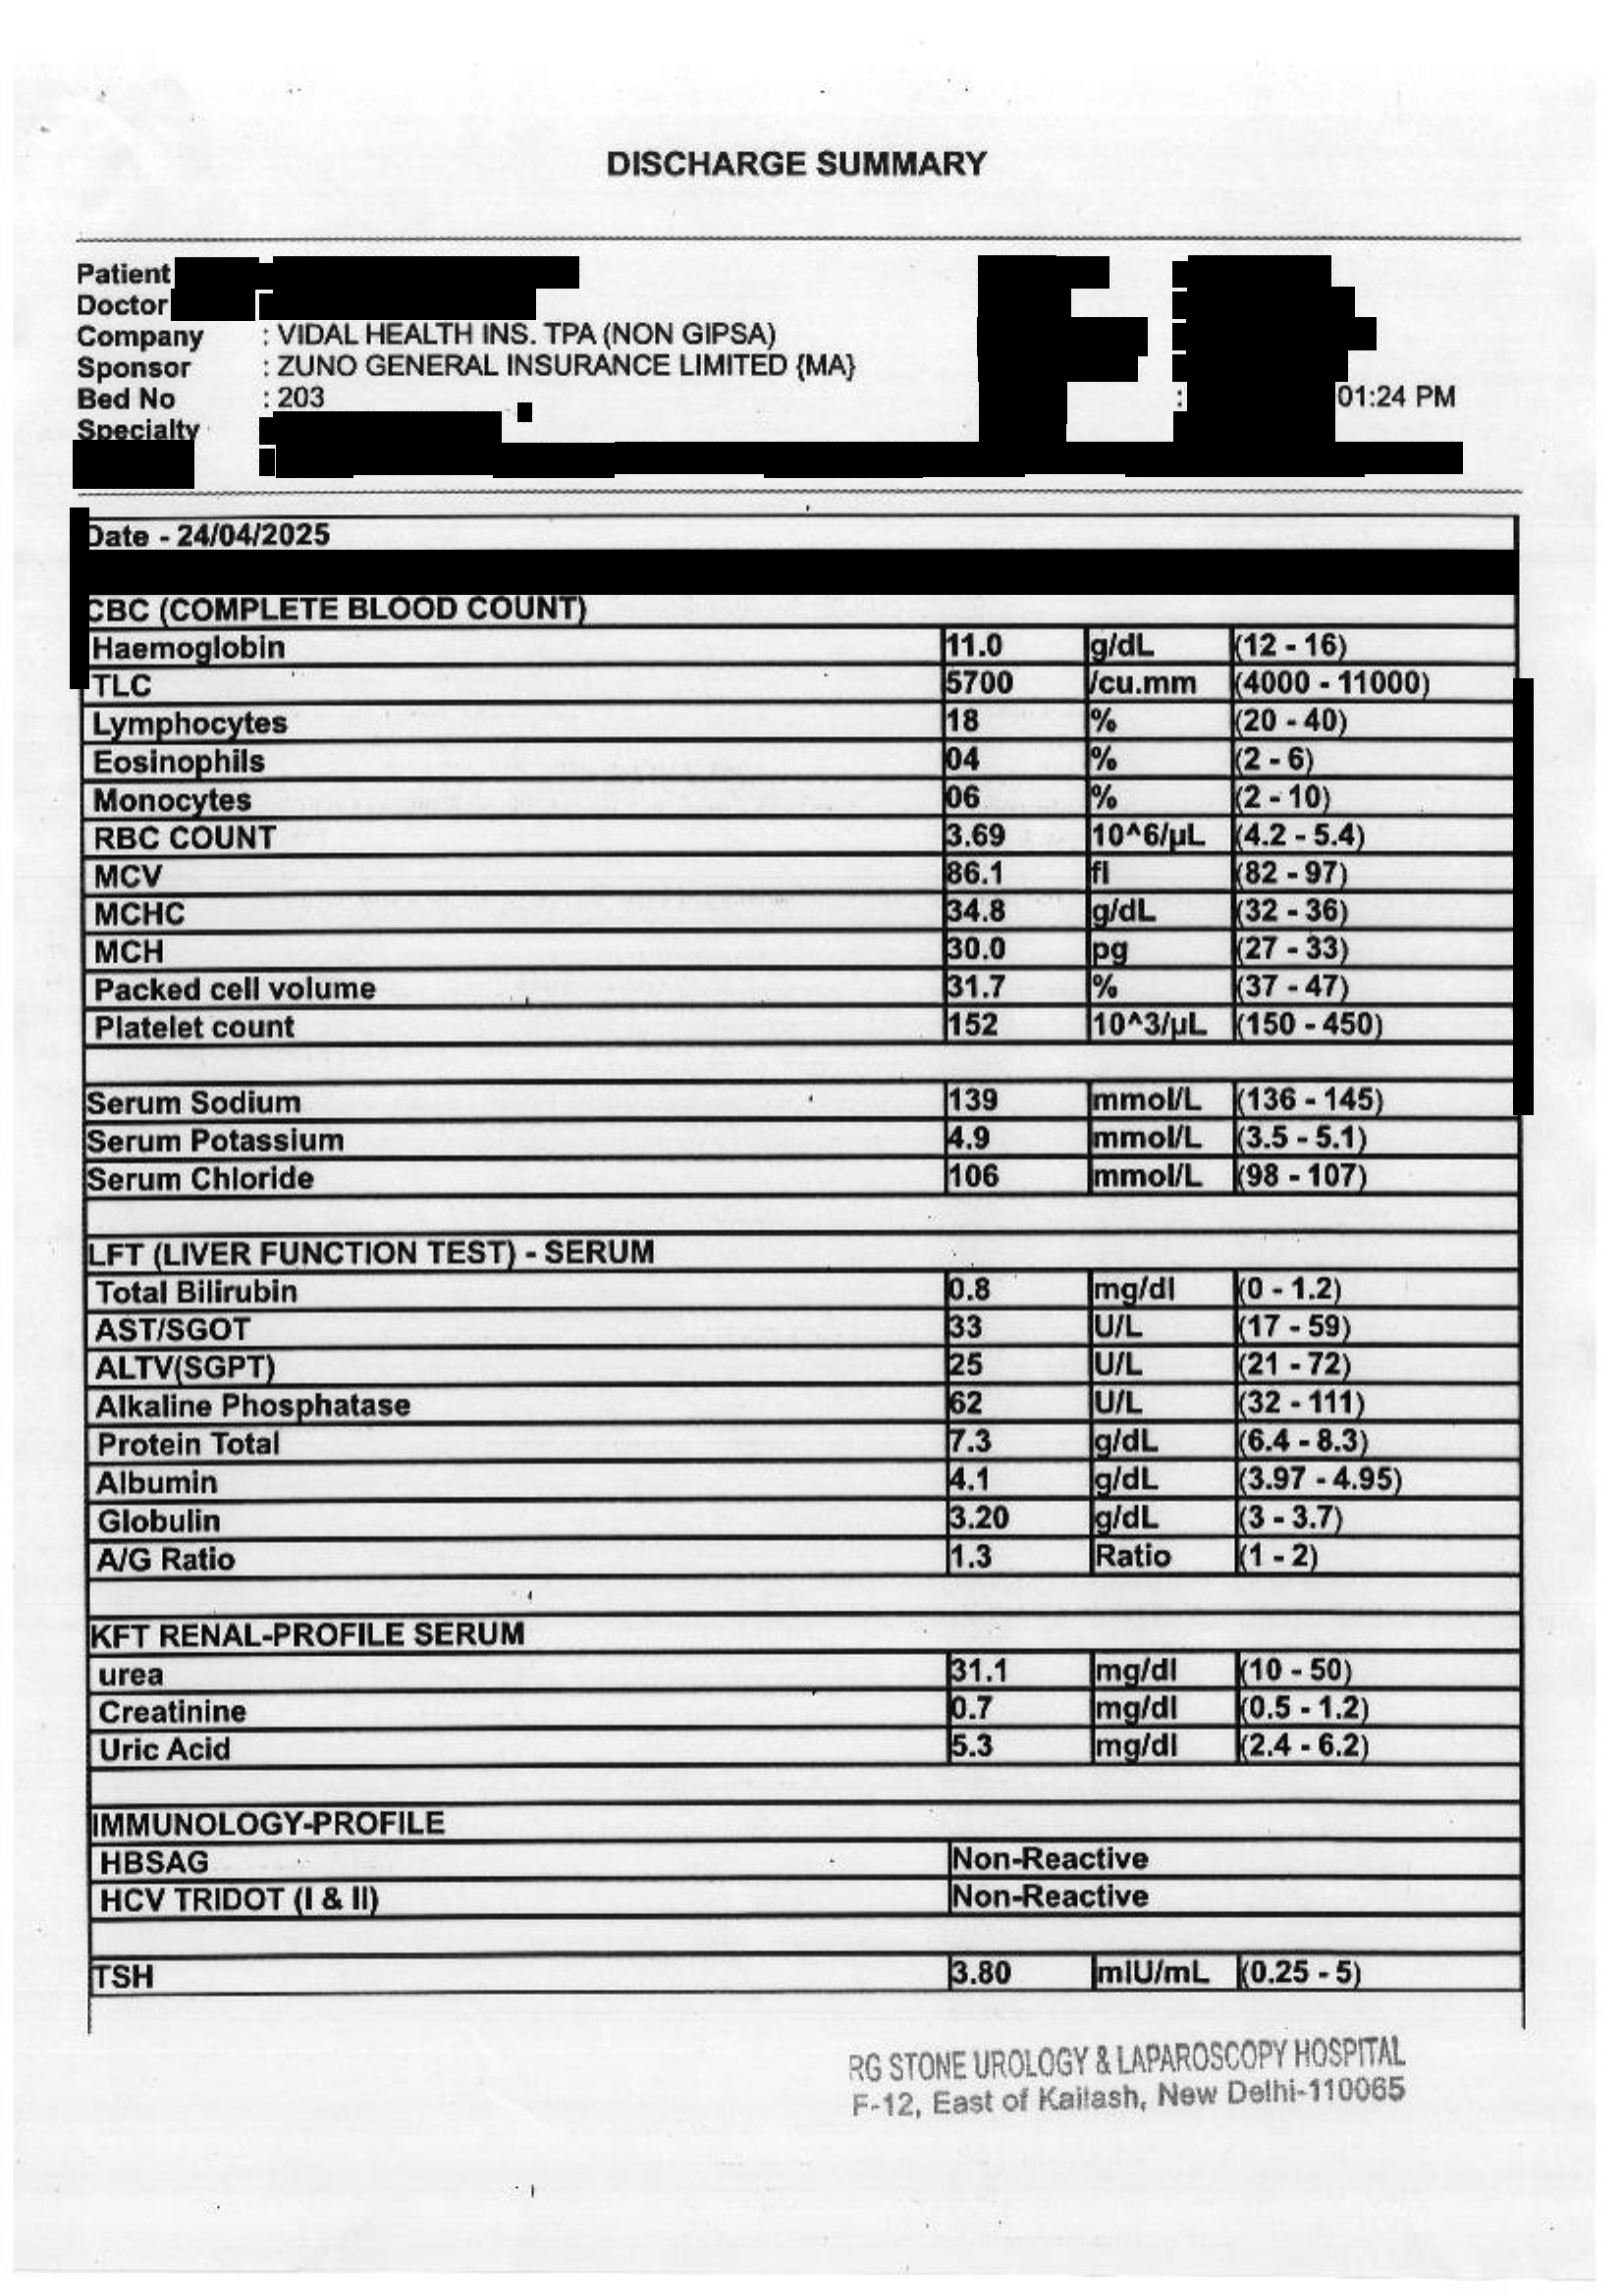 DISCHARGE SUMMARY
Patient
Doctor
Company : VIDAL HEALTH INS. TPA (NON GIPSA)
Sponsor : ZUNO GENERAL INSURANCE LIMITED {MA}
Bed No : 203 : 01:24 PM
Specialty
Date - 24/04/2025
CBC (COMPLETE BLOOD COUNT)
Haemoglobin 11.0 g/dL (12 - 16)
TLC 5700 /cu.mm (4000 - 11000)
Lymphocytes 18 % (20 - 40)
Eosinophils 04 % (2 - 6)
Monocytes 06 % (2 - 10)
RBC COUNT 3.69 10^6/µL (4.2 - 5.4)
MCV 86.1 fl (82 - 97)
MCHC 34.8 g/dL (32 - 36)
MCH 30.0 pg (27 - 33)
Packed cell volume 31.7 % (37 - 47)
Platelet count 152 10^3/µL (150 - 450)
Serum Sodium 139 mmol/L (136 - 145)
Serum Potassium 4.9 mmol/L (3.5 - 5.1)
Serum Chloride 106 mmol/L (98 - 107)
LFT (LIVER FUNCTION TEST) - SERUM
Total Bilirubin 0.8 mg/dl (0 - 1.2)
AST/SGOT 33 U/L (17 - 59)
ALTV(SGPT) 25 U/L (21 - 72)
Alkaline Phosphatase 62 U/L (32 - 111)
Protein Total 7.3 g/dL (6.4 - 8.3)
Albumin 4.1 g/dL (3.97 - 4.95)
Globulin 3.20 g/dL (3 - 3.7)
A/G Ratio 1.3 Ratio (1 - 2)
KFT RENAL-PROFILE SERUM
urea 31.1 mg/dl (10 - 50)
Creatinine 0.7 mg/dl (0.5 - 1.2)
Uric Acid 5.3 mg/dl (2.4 - 6.2)
IMMUNOLOGY-PROFILE
HBSAG Non-Reactive
HCV TRIDOT (I & II) Non-Reactive
TSH 3.80 mIU/mL (0.25 - 5)
RG STONE UROLOGY & LAPAROSCOPY HOSPITAL
F-12, East of Kailash, New Delhi-110065